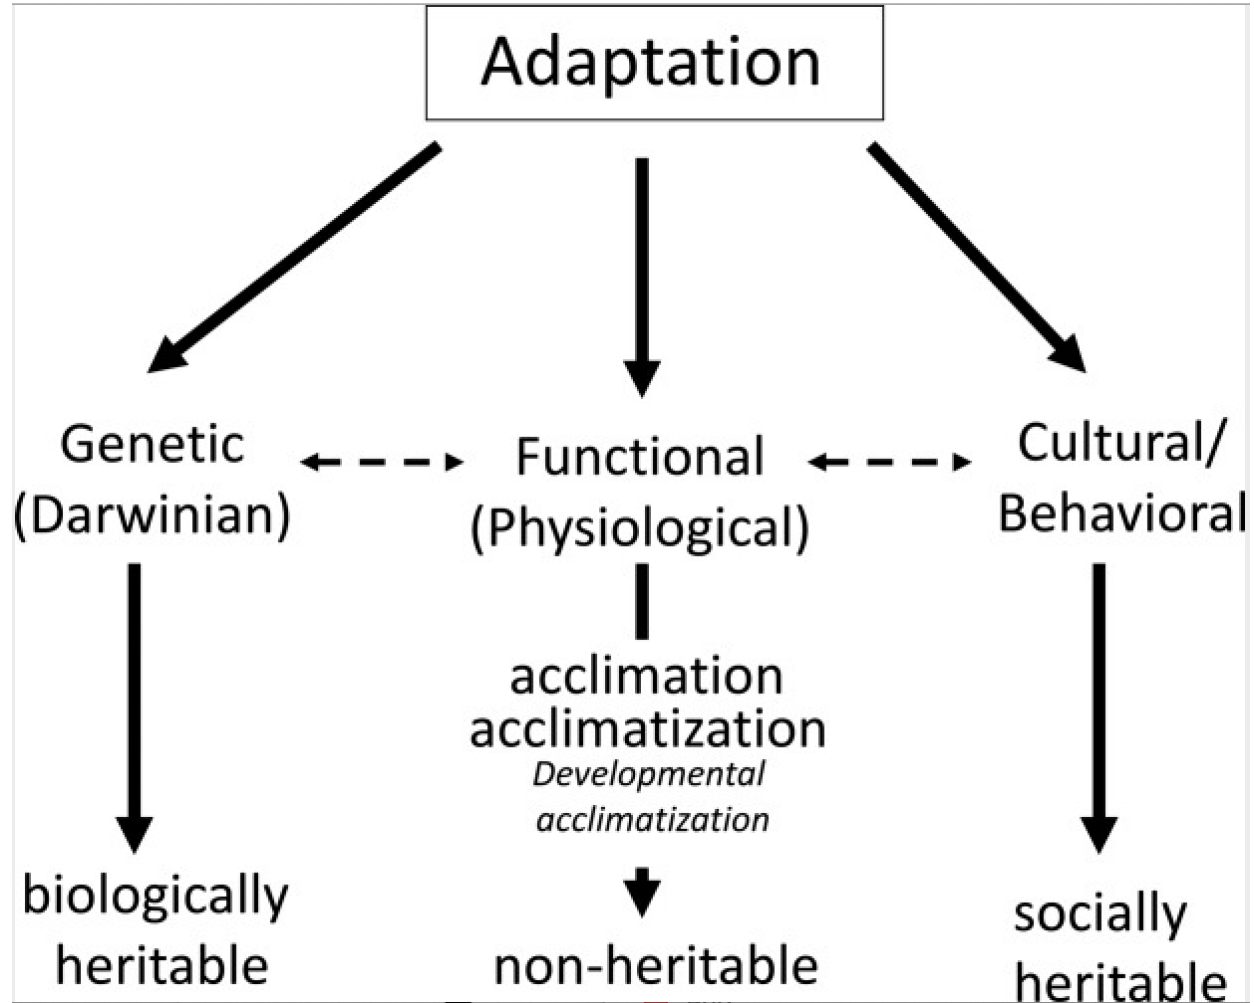 Adaptation
Genetic
(Darwinian)
Functional
(Physiological)
Cultural/
Behavioral
acclimation
acclimatization
Developmental
acclimatization
biologically
heritable
non-heritable
socially
heritable